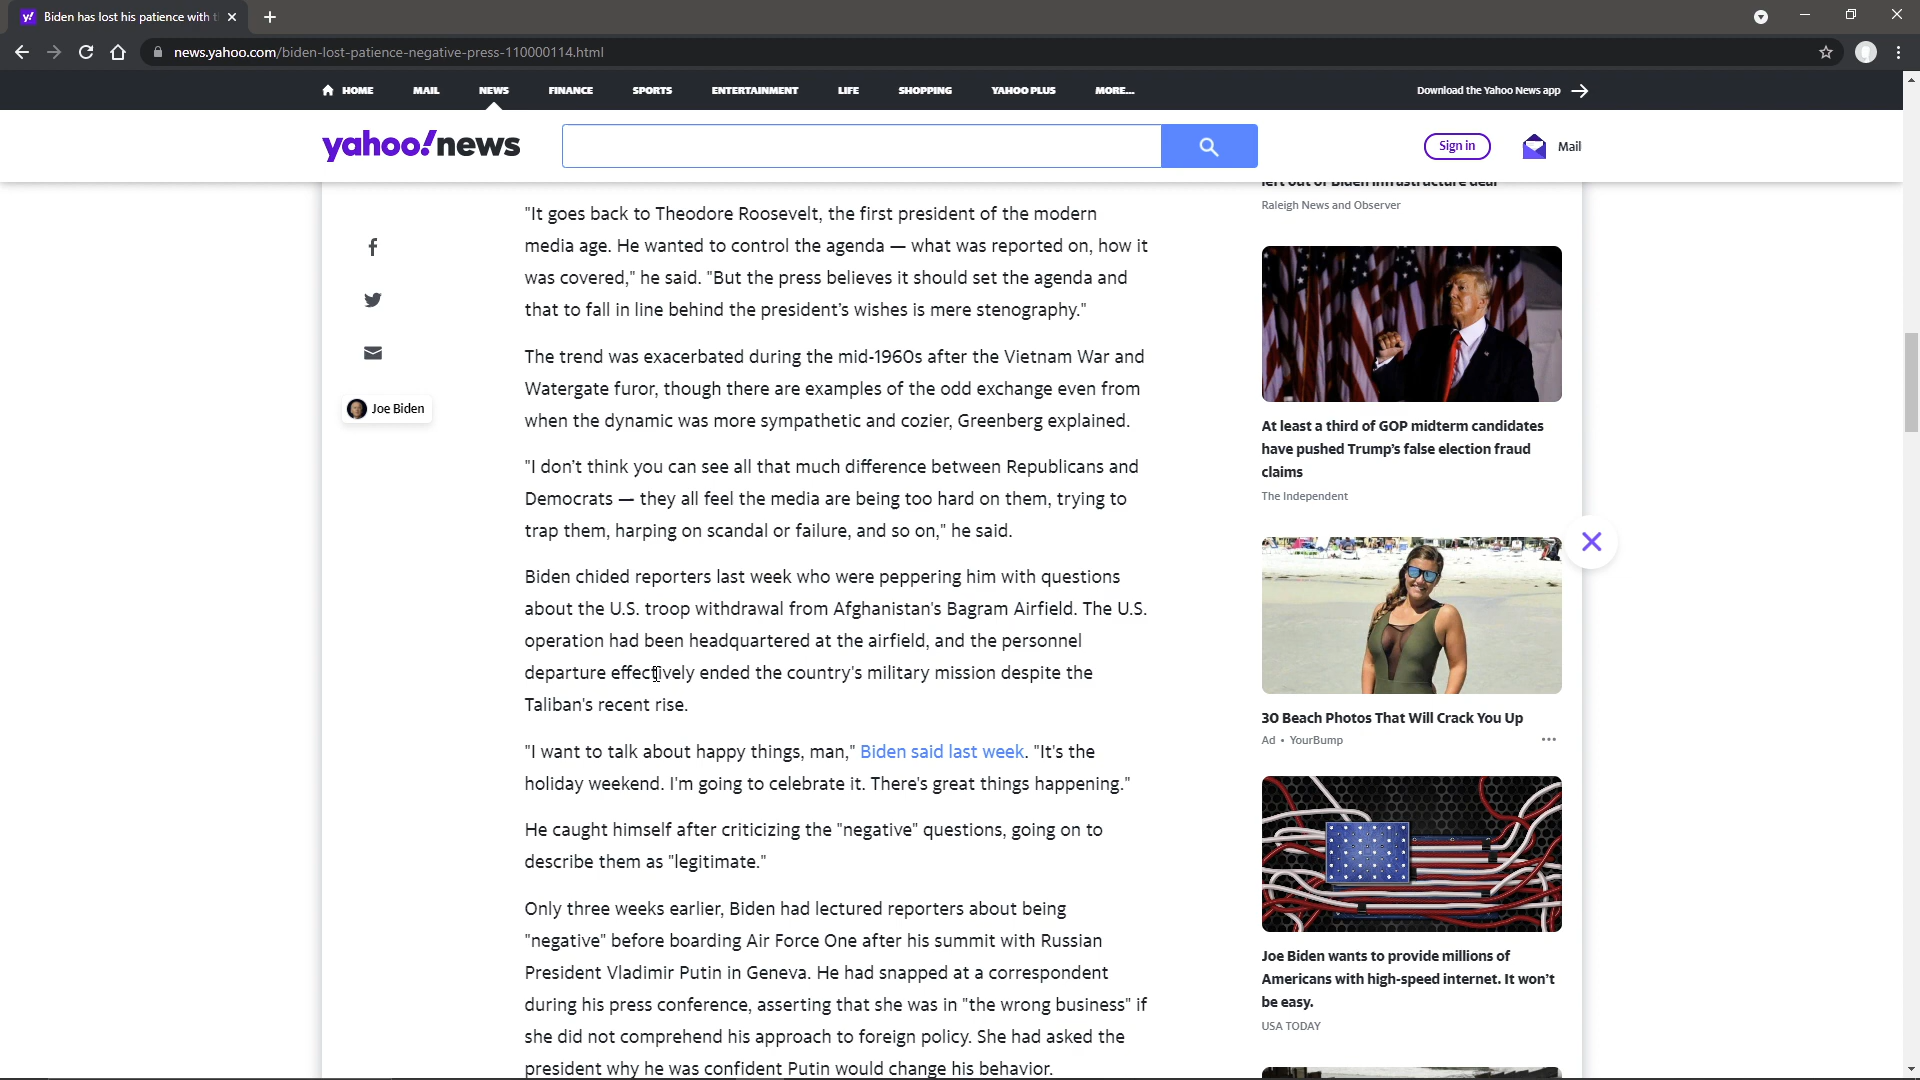 Biden has lost his patience with t
news.yahoo.com/biden-lost-patience-negative-press-110000114.html
HOME MAIL NEWS FINANCE SPORTS ENTERTAINMENT LIFE SHOPPING YAHOO PLUS MORE... Download the Yahoo News app
yahoo!news
Sign in
Mail
"It goes back to Theodore Roosevelt, the first president of the modern
media age. He wanted to control the agenda — what was reported on, how it
was covered," he said. "But the press believes it should set the agenda and
that to fall in line behind the president's wishes is mere stenography."
The trend was exacerbated during the mid-1960s after the Vietnam War and
Watergate furor, though there are examples of the odd exchange even from
when the dynamic was more sympathetic and cozier, Greenberg explained.
"I don't think you can see all that much difference between Republicans and
Democrats — they all feel the media are being too hard on them, trying to
trap them, harping on scandal or failure, and so on," he said.
Biden chided reporters last week who were peppering him with questions
about the U.S. troop withdrawal from Afghanistan's Bagram Airfield. The U.S.
operation had been headquartered at the airfield, and the personnel
departure effectively ended the country's military mission despite the
Taliban's recent rise.
"I want to talk about happy things, man," Biden said last week. "It's the
holiday weekend. I'm going to celebrate it. There's great things happening."
He caught himself after criticizing the "negative" questions, going on to
describe them as "legitimate."
Only three weeks earlier, Biden had lectured reporters about being
"negative" before boarding Air Force One after his summit with Russian
President Vladimir Putin in Geneva. He had snapped at a correspondent
during his press conference, asserting that she was in "the wrong business" if
she did not comprehend his approach to foreign policy. She had asked the
president why he was confident Putin would change his behavior.
Joe Biden
left out of Biden infrastructure deal
Raleigh News and Observer
At least a third of GOP midterm candidates
have pushed Trump's false election fraud
claims
The Independent
30 Beach Photos That Will Crack You Up
Ad • YourBump
Joe Biden wants to provide millions of
Americans with high-speed internet. It won't
be easy.
USA TODAY